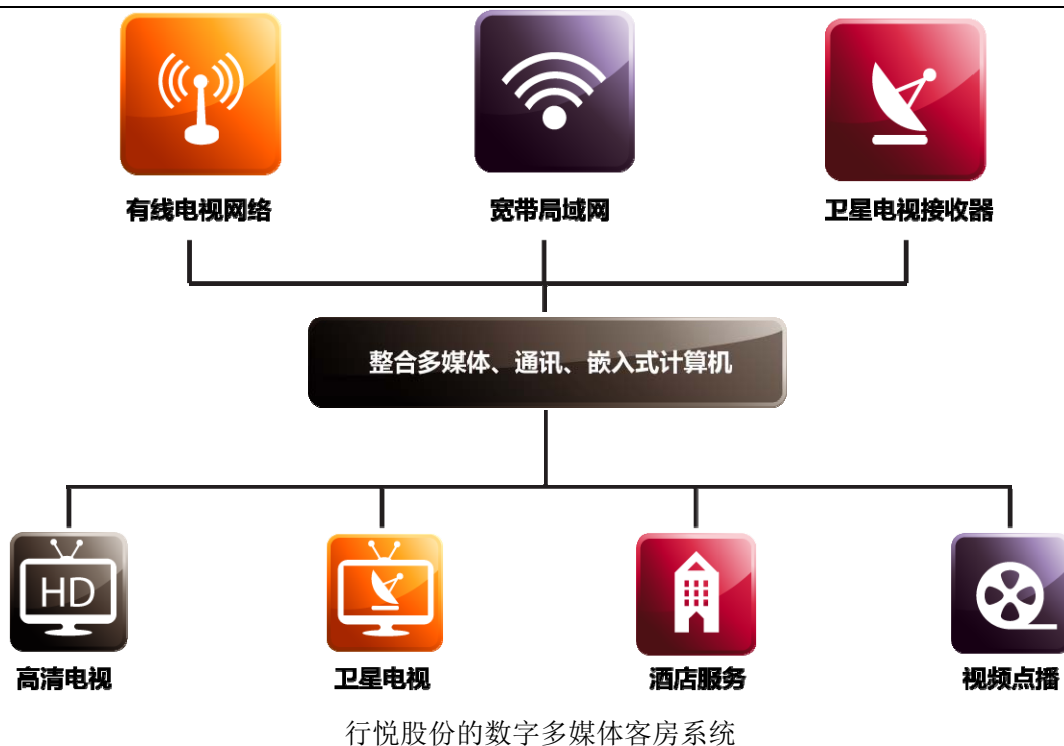 有线电视网络
宽带局域网
卫星电视接收器
整合多媒体、通讯、嵌入式计算机
HD
高清电视
卫星电视
酒店服务
视频点播
行悦股份的数字多媒体客房系统